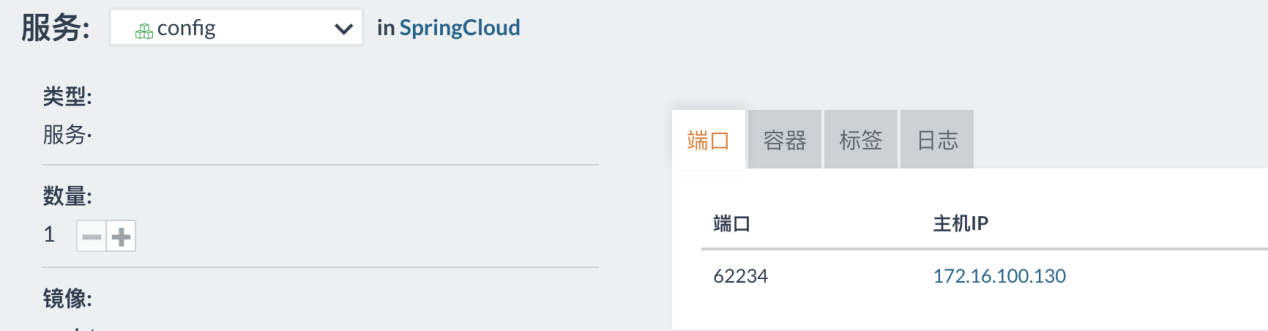 服务: config in SpringCloud
类型:
服务·
数量:
1
镜像:
端口 容器 标签 日志
端口 主机IP
62234 172.16.100.130